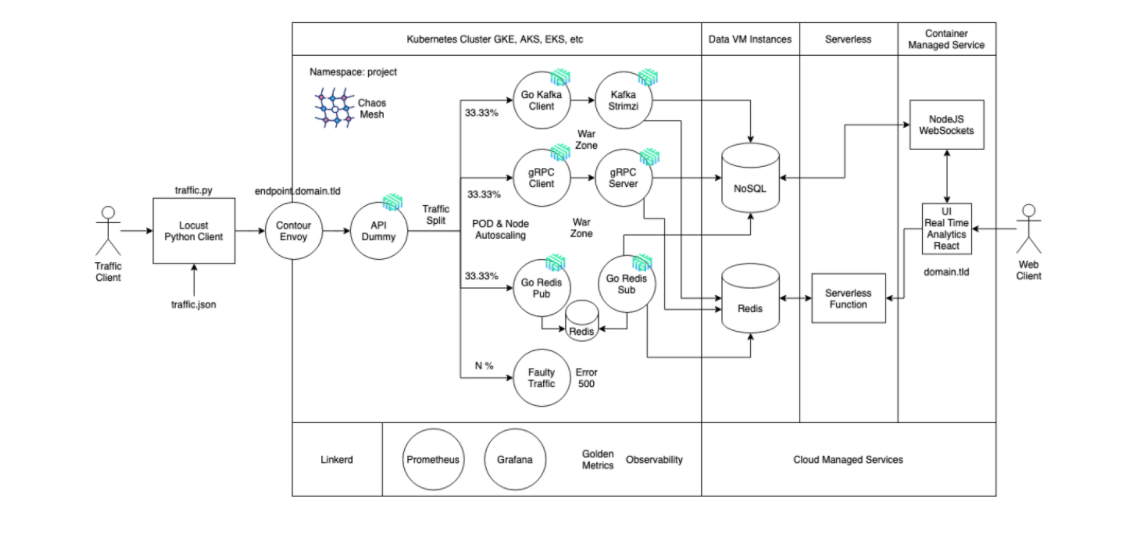 Kubernetes Cluster GKE, AKS, EKS, etc
Data VM Instances
Serverless
Container
Managed Service
Namespace: project
Chaos
Mesh
Go Kafka
Client
Kafka
Strimzi
33.33%
War
Zone
NodeJS
WebSockets
gRPC
Client
gRPC
Server
NoSQL
traffic.py
endpoint.domain.tld
33.33%
Locust
Python Client
Contour
Envoy
API
Dummy
Traffic
Split
POD & Node
Autoscaling
War
Zone
UI
Real Time
Analytics
React
Traffic
Client
Web
Client
domain.tld
33.33%
Go Redis
Pub
Go Redis
Sub
Redis
Redis
Serverless
Function
traffic.json
N %
Faulty
Traffic
Error
500
Linkerd
Prometheus
Grafana
Golden
Metrics
Observability
Cloud Managed Services